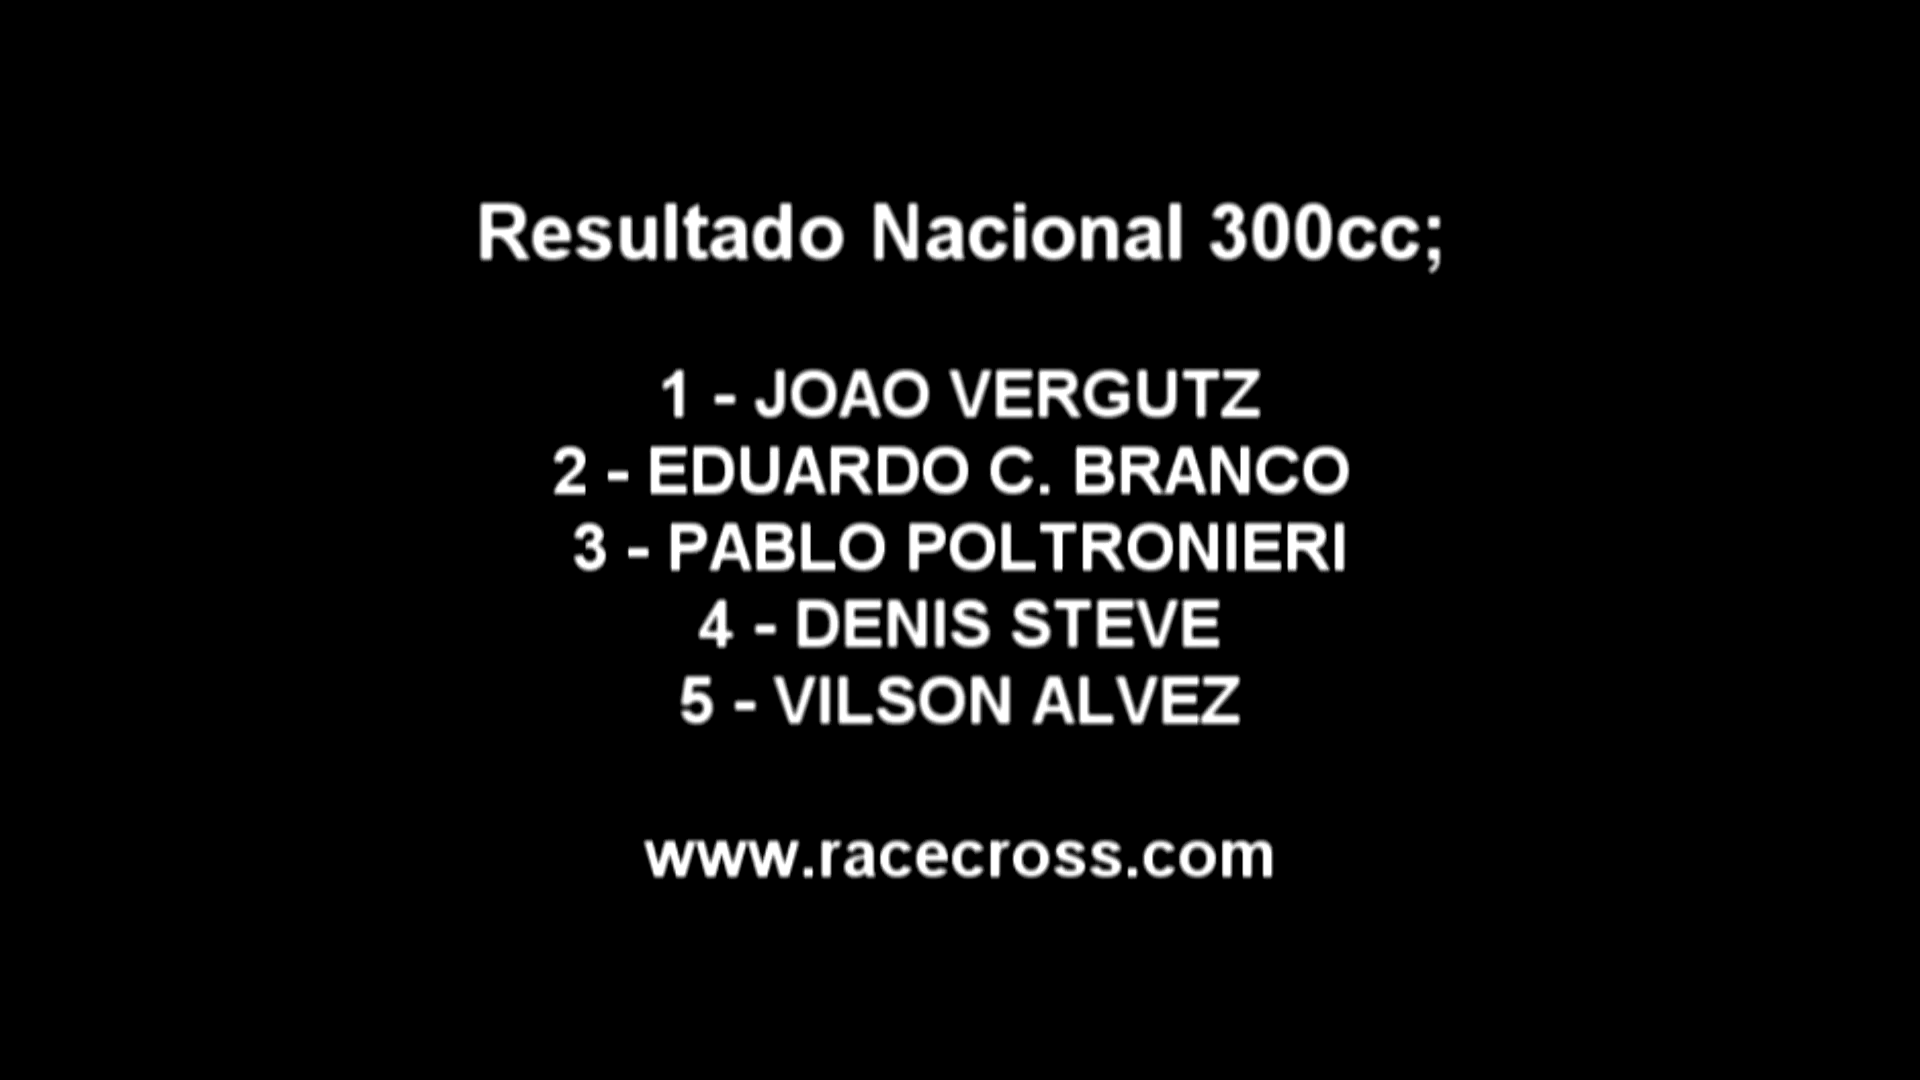 Resultado Nacional 300cc;
1 - JOAO VERGUTZ
2 - EDUARDO C. BRANCO
3 - PABLO POLTRONIERI
4 - DENIS STEVE
5 - VILSON ALVEZ
www.racecross.com